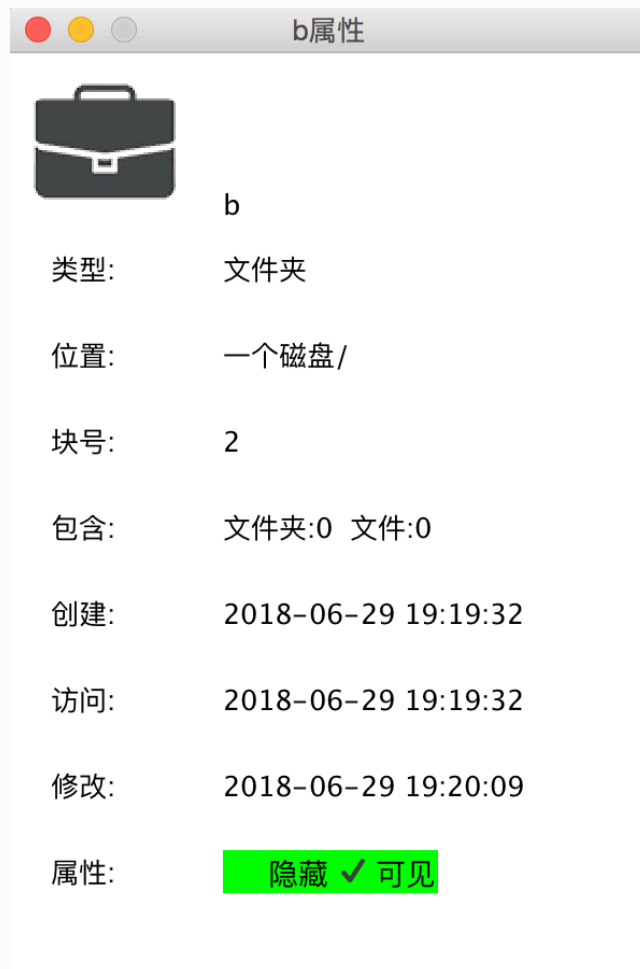 b属性
b
类型: 文件夹
位置: 一个磁盘/
块号: 2
包含: 文件夹:0 文件:0
创建: 2018-06-29 19:19:32
访问: 2018-06-29 19:19:32
修改: 2018-06-29 19:20:09
属性: 隐藏 ✓ 可见